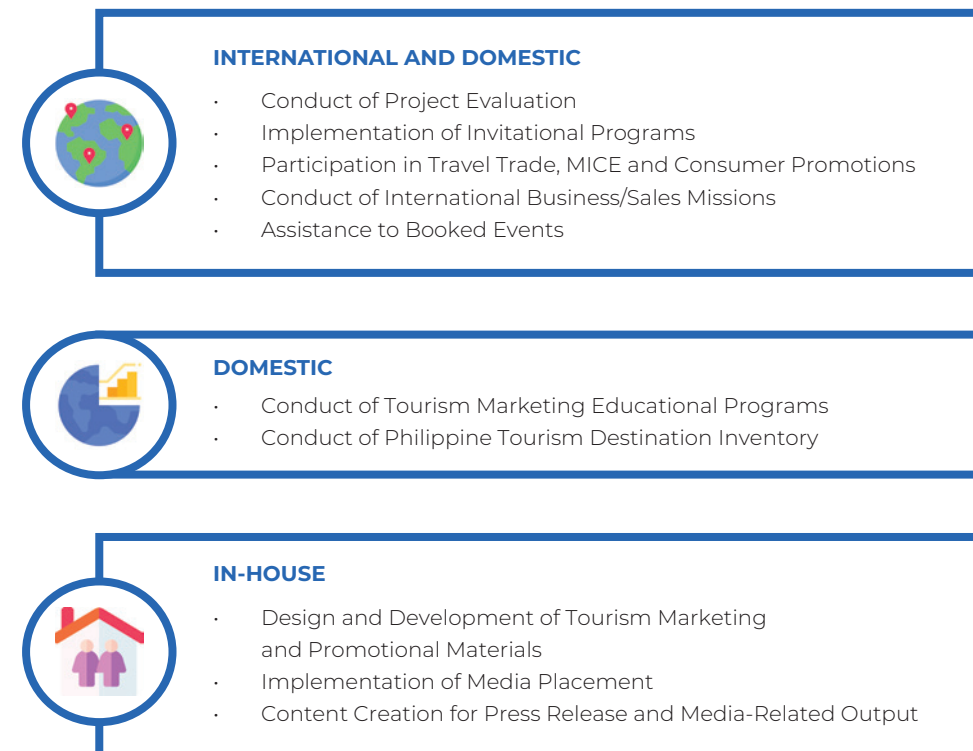 INTERNATIONAL AND DOMESTIC
• Conduct of Project Evaluation
• Implementation of Invitational Programs
• Participation in Travel Trade, MICE and Consumer Promotions
• Conduct of International Business/Sales Missions
• Assistance to Booked Events
DOMESTIC
• Conduct of Tourism Marketing Educational Programs
• Conduct of Philippine Tourism Destination Inventory
IN-HOUSE
• Design and Development of Tourism Marketing
and Promotional Materials
• Implementation of Media Placement
• Content Creation for Press Release and Media-Related Output